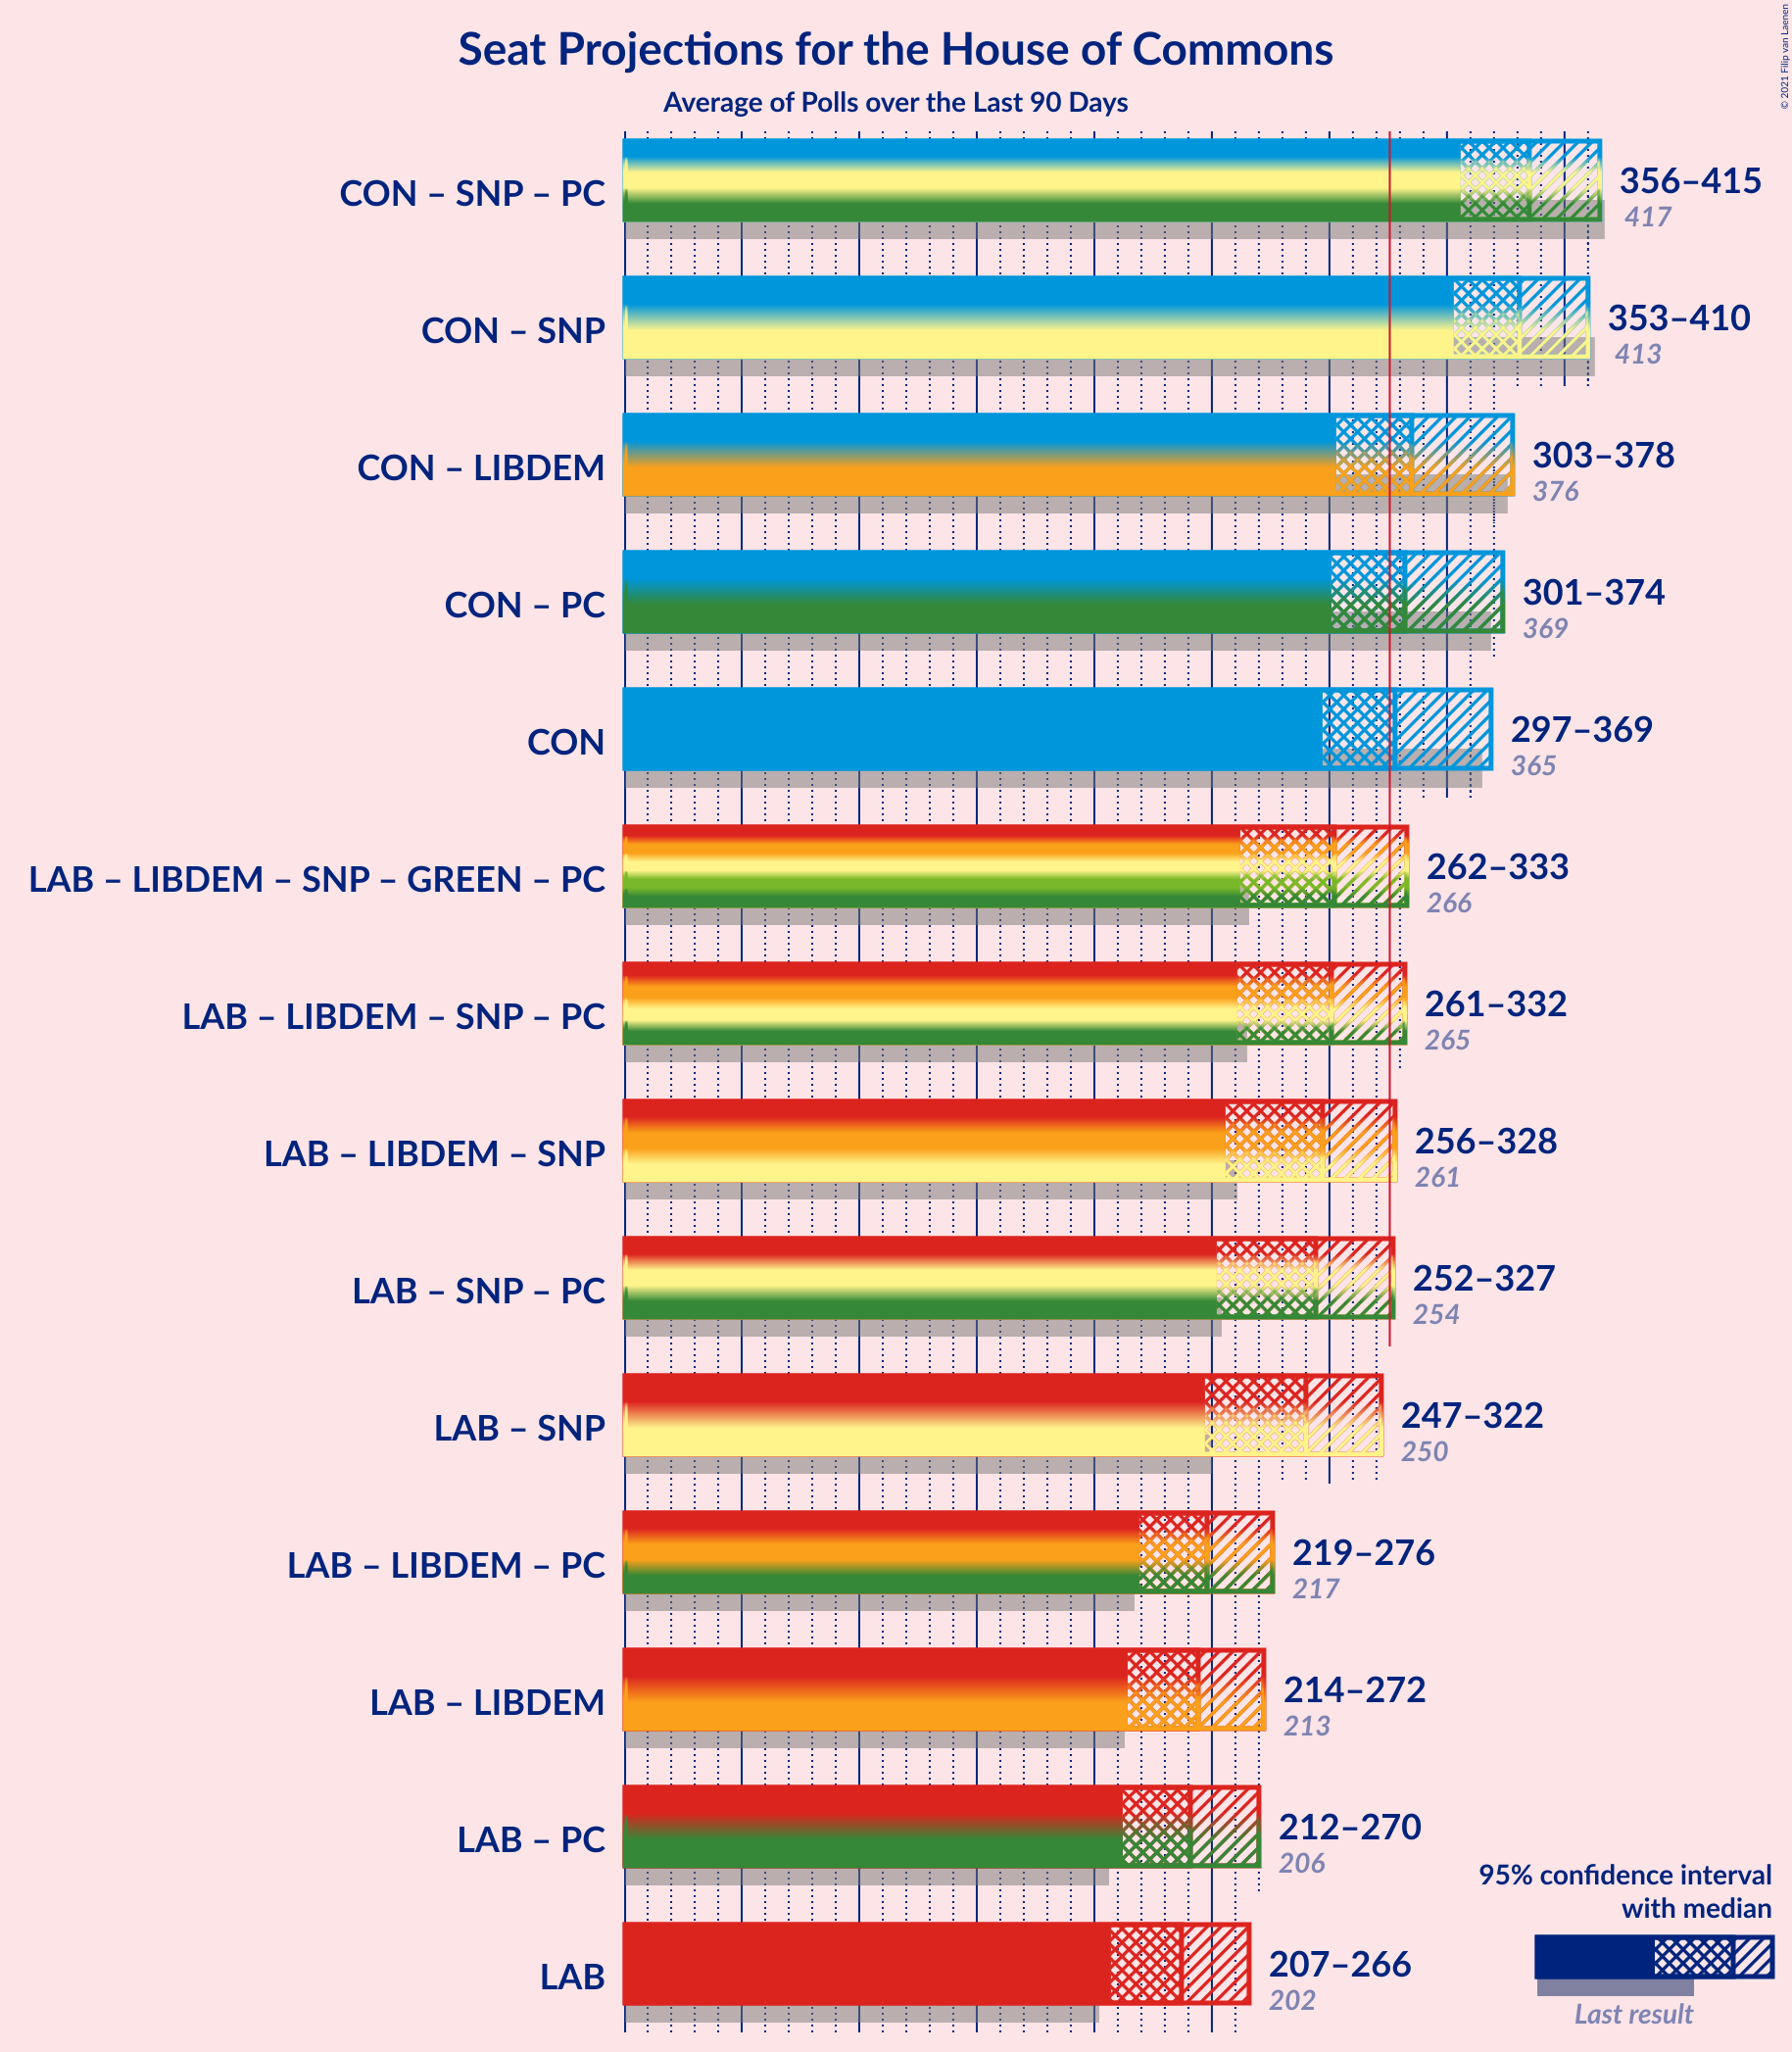 Seat Projections for the House of Commons
Average of Polls over the Last 90 Days
© 2021 Filip van Laenen
CON – SNP – PC
356–415
417
CON – SNP
353–410
413
CON – LIBDEM
303–378
376
CON – PC
301–374
369
CON
297–369
365
LAB – LIBDEM – SNP – GREEN – PC
262–333
266
LAB – LIBDEM – SNP – PC
261–332
265
LAB – LIBDEM – SNP
256–328
261
LAB – SNP – PC
252–327
254
LAB – SNP
247–322
250
LAB – LIBDEM – PC
219–276
217
LAB – LIBDEM
214–272
213
LAB – PC
212–270
206
LAB
207–266
202
95% confidence interval
with median
Last result